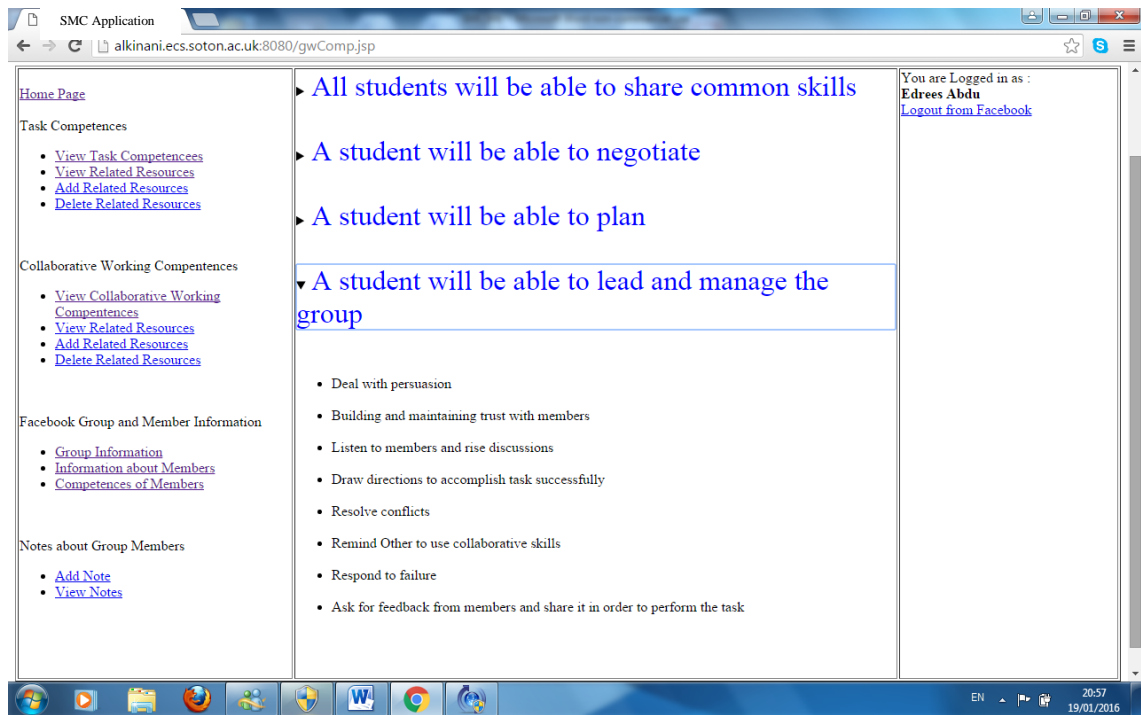 SMC Application
alkinani.ecs.soton.ac.uk:8080/gwComp.jsp
Home Page
Task Competences
View Task Competencees
View Related Resources
Add Related Resources
Delete Related Resources
Collaborative Working Compentences
View Collaborative Working
Compentences
View Related Resources
Add Related Resources
Delete Related Resources
Facebook Group and Member Information
Group Information
Information about Members
Competences of Members
Notes about Group Members
Add Note
View Notes
All students will be able to share common skills
A student will be able to negotiate
A student will be able to plan
A student will be able to lead and manage the
group
Deal with persuasion
Building and maintaining trust with members
Listen to members and rise discussions
Draw directions to accomplish task successfully
Resolve conflicts
Remind Other to use collaborative skills
Respond to failure
Ask for feedback from members and share it in order to perform the task
You are Logged in as :
Edrees Abdu
Logout from Facebook
EN
20:57
19/01/2016